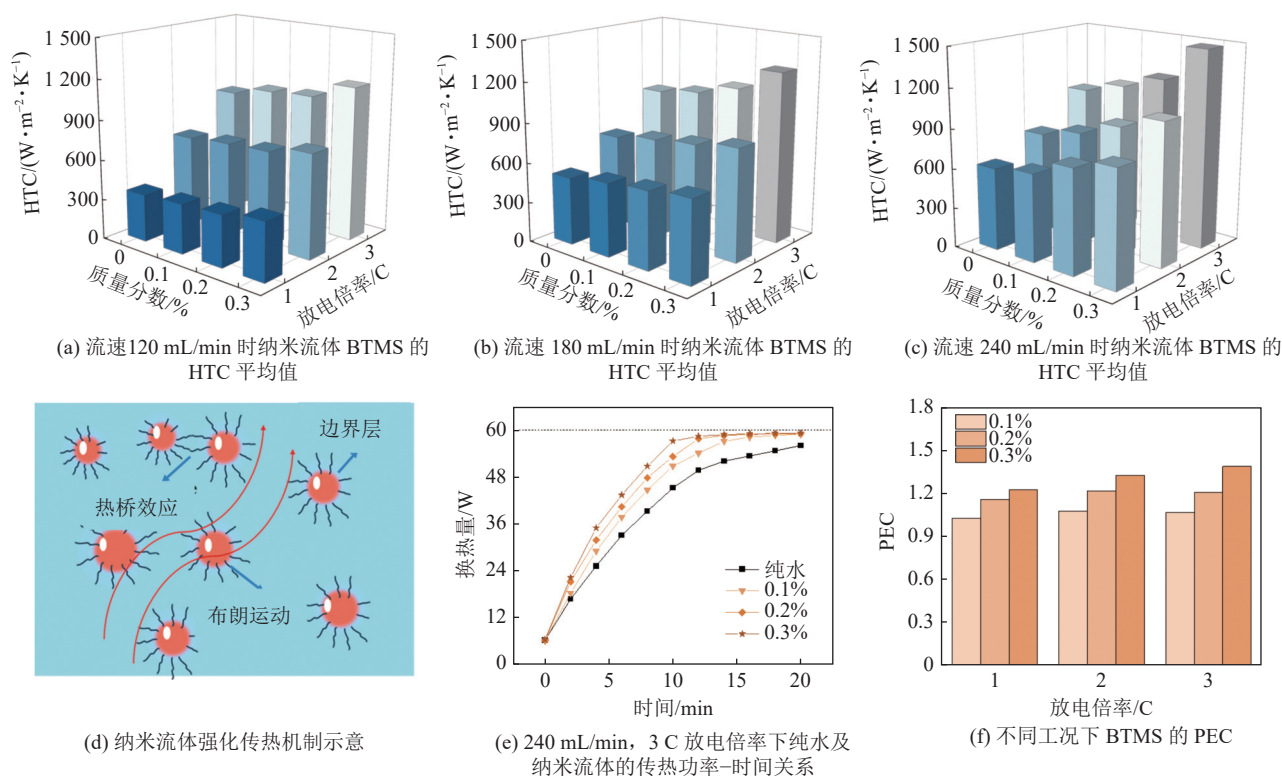 1 500
1 200
900
600
300
0
HTC/(W·m⁻²·K⁻¹)
0
0.1
0.2
0.3
质量分数/%
1
2
3
放电倍率/C
(a) 流速120 mL/min 时纳米流体 BTMS 的
HTC 平均值
1 500
1 200
900
600
300
0
HTC/(W·m⁻²·K⁻¹)
0
0.1
0.2
0.3
质量分数/%
1
2
3
放电倍率/C
(b) 流速 180 mL/min 时纳米流体 BTMS 的
HTC 平均值
1 500
1 200
900
600
300
0
HTC/(W·m⁻²·K⁻¹)
0
0.1
0.2
0.3
质量分数/%
1
2
3
放电倍率/C
(c) 流速 240 mL/min 时纳米流体 BTMS 的
HTC 平均值
边界层
热桥效应
布朗运动
(d) 纳米流体强化传热机制示意
60
48
36
24
12
0
换热量/W
纯水
0.1%
0.2%
0.3%
0 5 10 15 20
时间/min
(e) 240 mL/min，3 C 放电倍率下纯水及
纳米流体的传热功率−时间关系
1.8
1.5
1.2
0.9
0.6
0.3
0
PEC
0.1%
0.2%
0.3%
1 2 3
放电倍率/C
(f) 不同工况下 BTMS 的 PEC